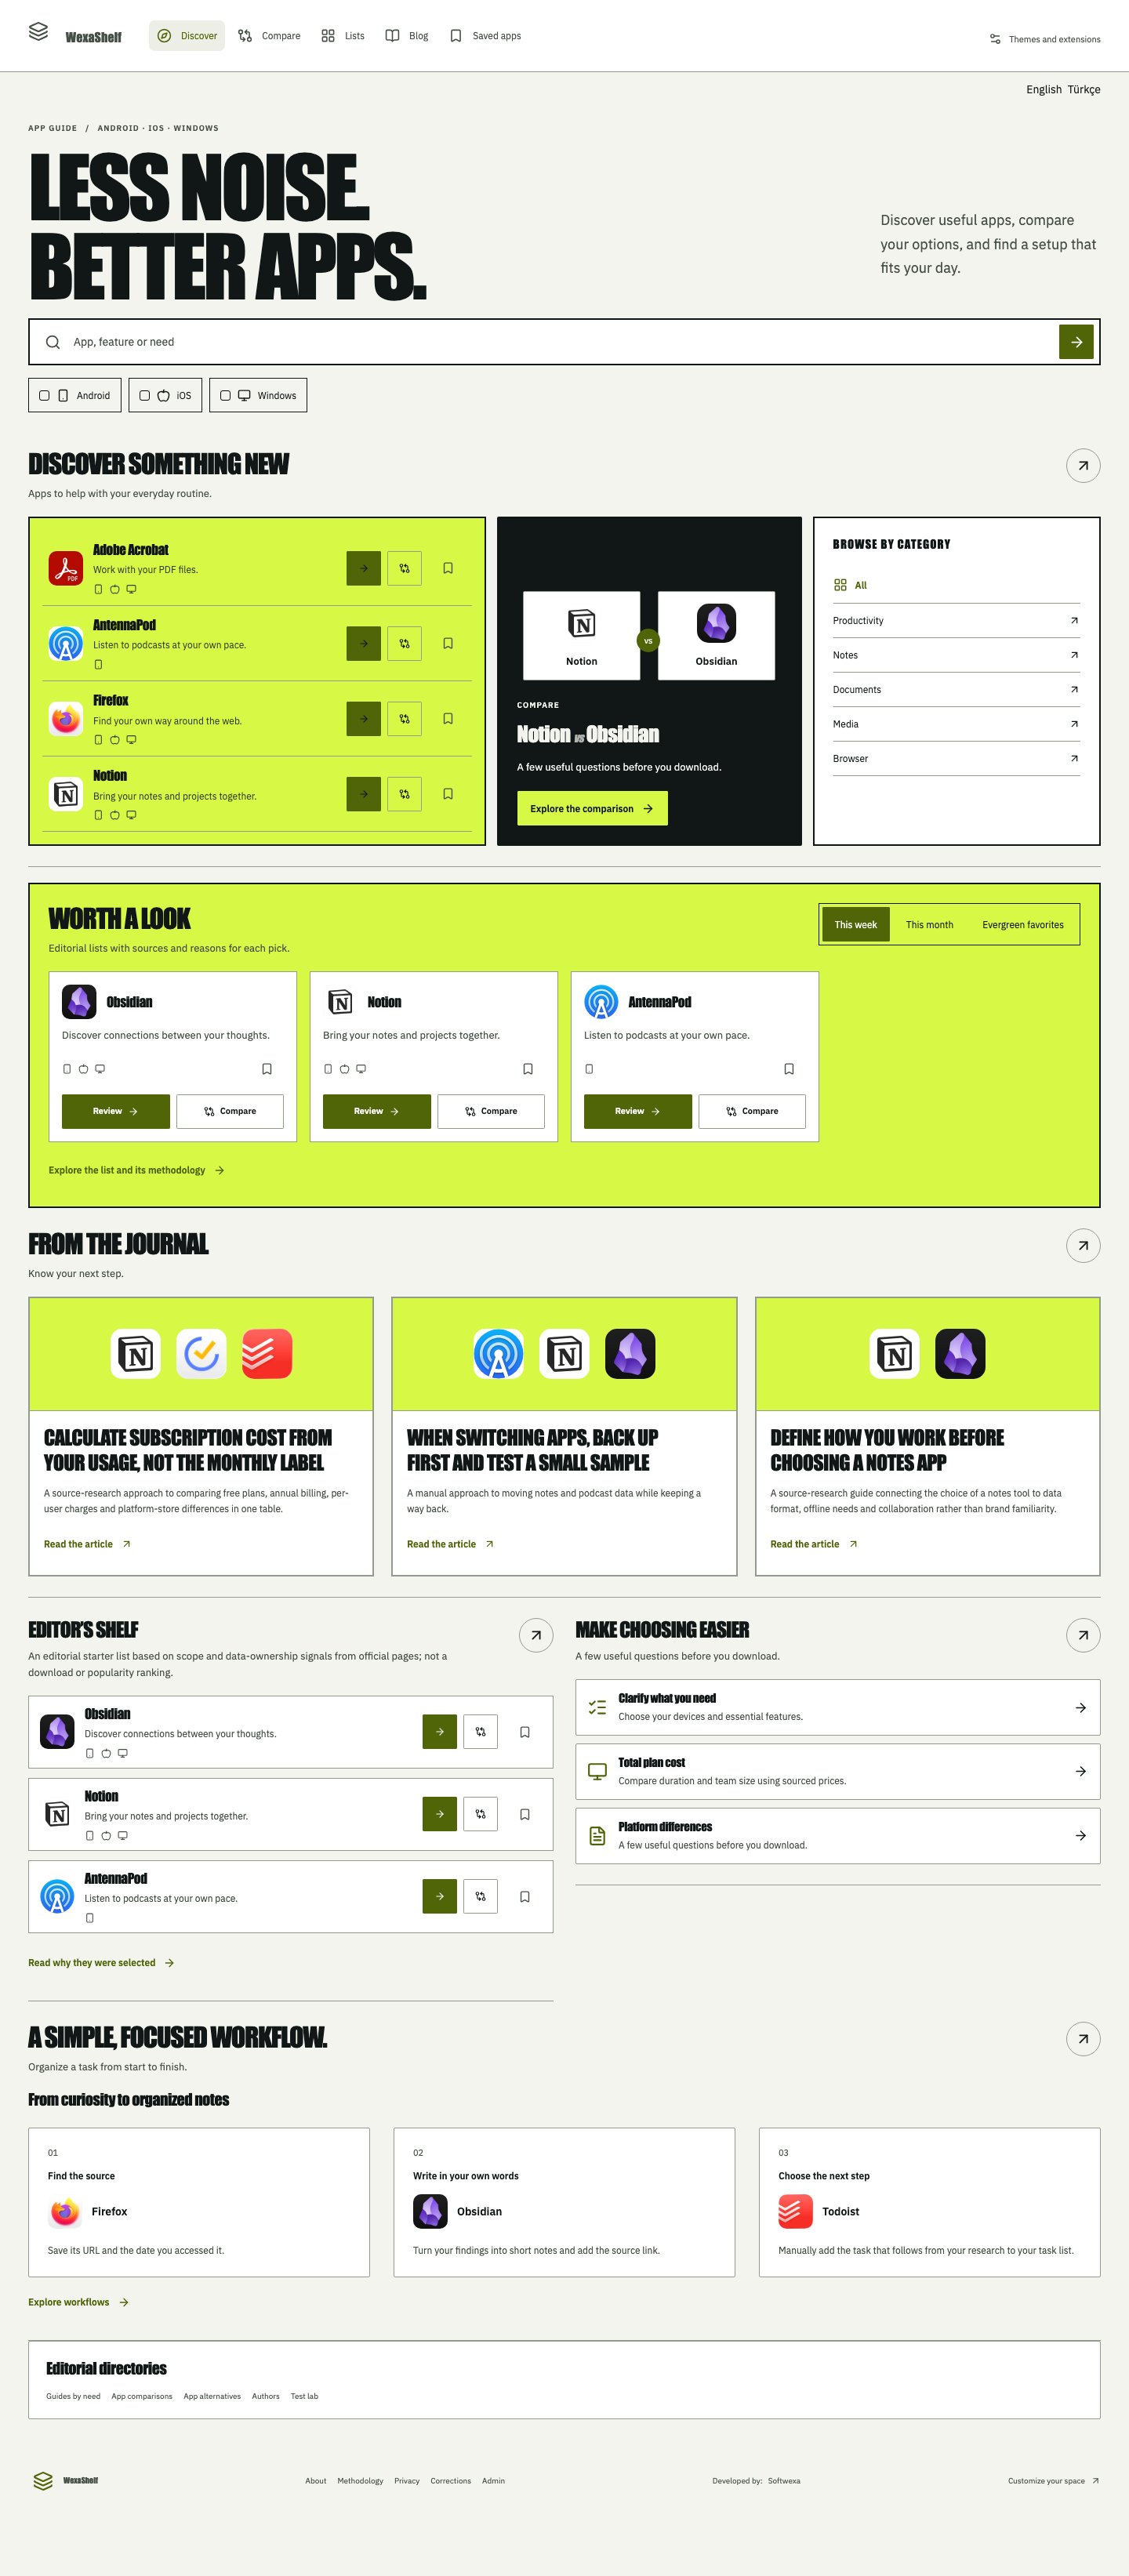 WexaShelf
Discover
Compare
Lists
Blog
Saved apps
Themes and extensions
English Türkçe
APP GUIDE / ANDROID · IOS · WINDOWS
LESS NOISE.
BETTER APPS.
Discover useful apps, compare
your options, and find a setup that
fits your day.
App, feature or need
Android
iOS
Windows
DISCOVER SOMETHING NEW
Apps to help with your everyday routine.
Adobe Acrobat
Work with your PDF files.
PDF
AntennaPod
Listen to podcasts at your own pace.
Firefox
Find your own way around the web.
Notion
Bring your notes and projects together.
Notion
VS
Obsidian
COMPARE
Notion vs Obsidian
A few useful questions before you download.
Explore the comparison
BROWSE BY CATEGORY
All
Productivity
Notes
Documents
Media
Browser
WORTH A LOOK
Editorial lists with sources and reasons for each pick.
This week
This month
Evergreen favorites
Obsidian
Discover connections between your thoughts.
Review
Compare
Notion
Bring your notes and projects together.
Review
Compare
AntennaPod
Listen to podcasts at your own pace.
Review
Compare
Explore the list and its methodology
FROM THE JOURNAL
Know your next step.
CALCULATE SUBSCRIPTION COST FROM
YOUR USAGE, NOT THE MONTHLY LABEL
A source-research approach to comparing free plans, annual billing, per-
user charges and platform-store differences in one table.
Read the article
WHEN SWITCHING APPS, BACK UP
FIRST AND TEST A SMALL SAMPLE
A manual approach to moving notes and podcast data while keeping a
way back.
Read the article
DEFINE HOW YOU WORK BEFORE
CHOOSING A NOTES APP
A source-research guide connecting the choice of a notes tool to data
format, offline needs and collaboration rather than brand familiarity.
Read the article
EDITOR'S SHELF
An editorial starter list based on scope and data-ownership signals from official pages; not a
download or popularity ranking.
Obsidian
Discover connections between your thoughts.
Notion
Bring your notes and projects together.
AntennaPod
Listen to podcasts at your own pace.
Read why they were selected
MAKE CHOOSING EASIER
A few useful questions before you download.
Clarify what you need
Choose your devices and essential features.
Total plan cost
Compare duration and team size using sourced prices.
Platform differences
A few useful questions before you download.
A SIMPLE, FOCUSED WORKFLOW.
Organize a task from start to finish.
From curiosity to organized notes
01
Find the source
Firefox
Save its URL and the date you accessed it.
02
Write in your own words
Obsidian
Turn your findings into short notes and add the source link.
03
Choose the next step
Todoist
Manually add the task that follows from your research to your task list.
Explore workflows
Editorial directories
Guides by need
App comparisons
App alternatives
Authors
Test lab
WexaShelf
About
Methodology
Privacy
Corrections
Admin
Developed by: Softwexa
Customize your space